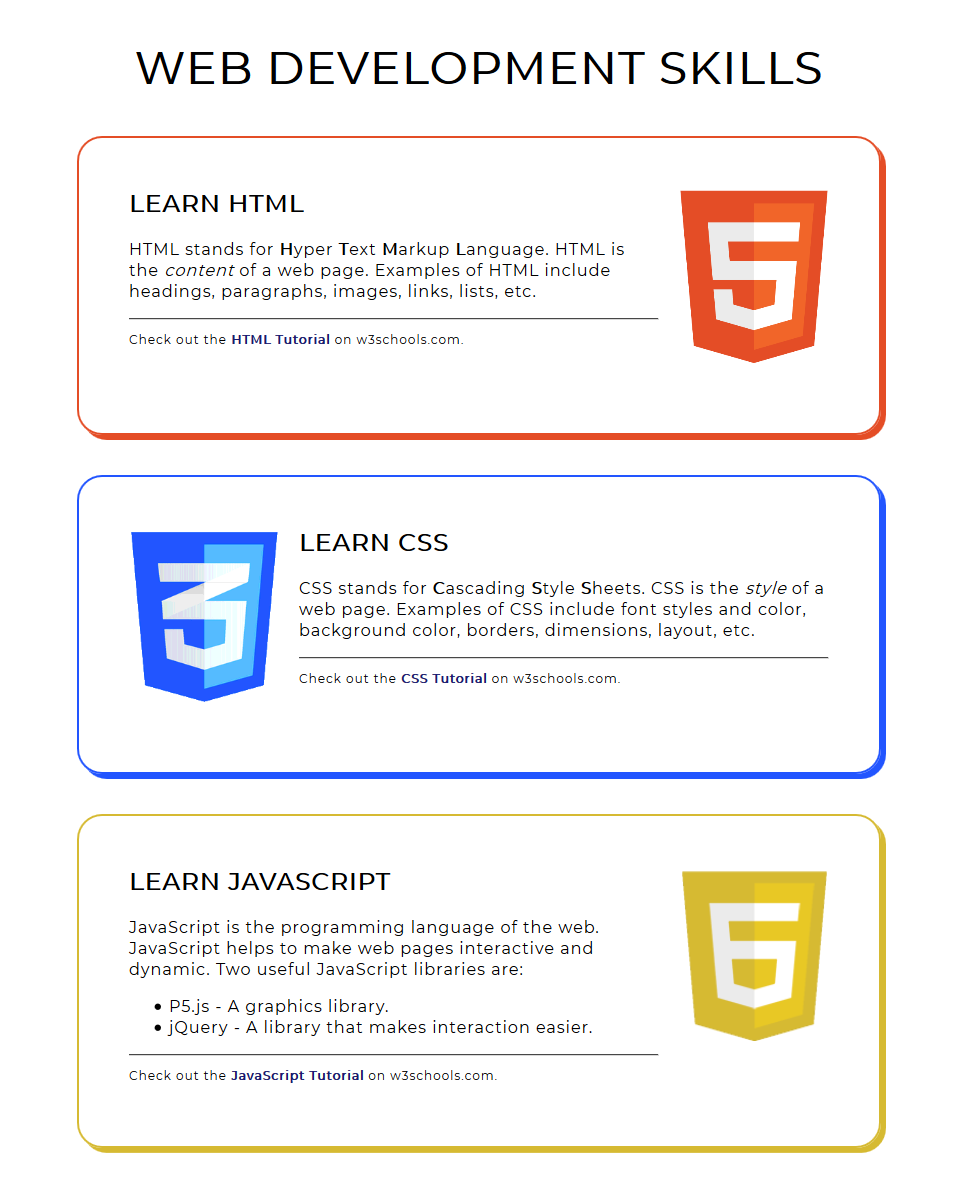 WEB DEVELOPMENT SKILLS
LEARN HTML
HTML stands for Hyper Text Markup Language. HTML is
the content of a web page. Examples of HTML include
headings, paragraphs, images, links, lists, etc.
Check out the HTML Tutorial on w3schools.com.
5
3
LEARN CSS
CSS stands for Cascading Style Sheets. CSS is the style of a
web page. Examples of CSS include font styles and color,
background color, borders, dimensions, layout, etc.
Check out the CSS Tutorial on w3schools.com.
LEARN JAVASCRIPT
JavaScript is the programming language of the web.
JavaScript helps to make web pages interactive and
dynamic. Two useful JavaScript libraries are:
• P5.js - A graphics library.
• jQuery - A library that makes interaction easier.
Check out the JavaScript Tutorial on w3schools.com.
6